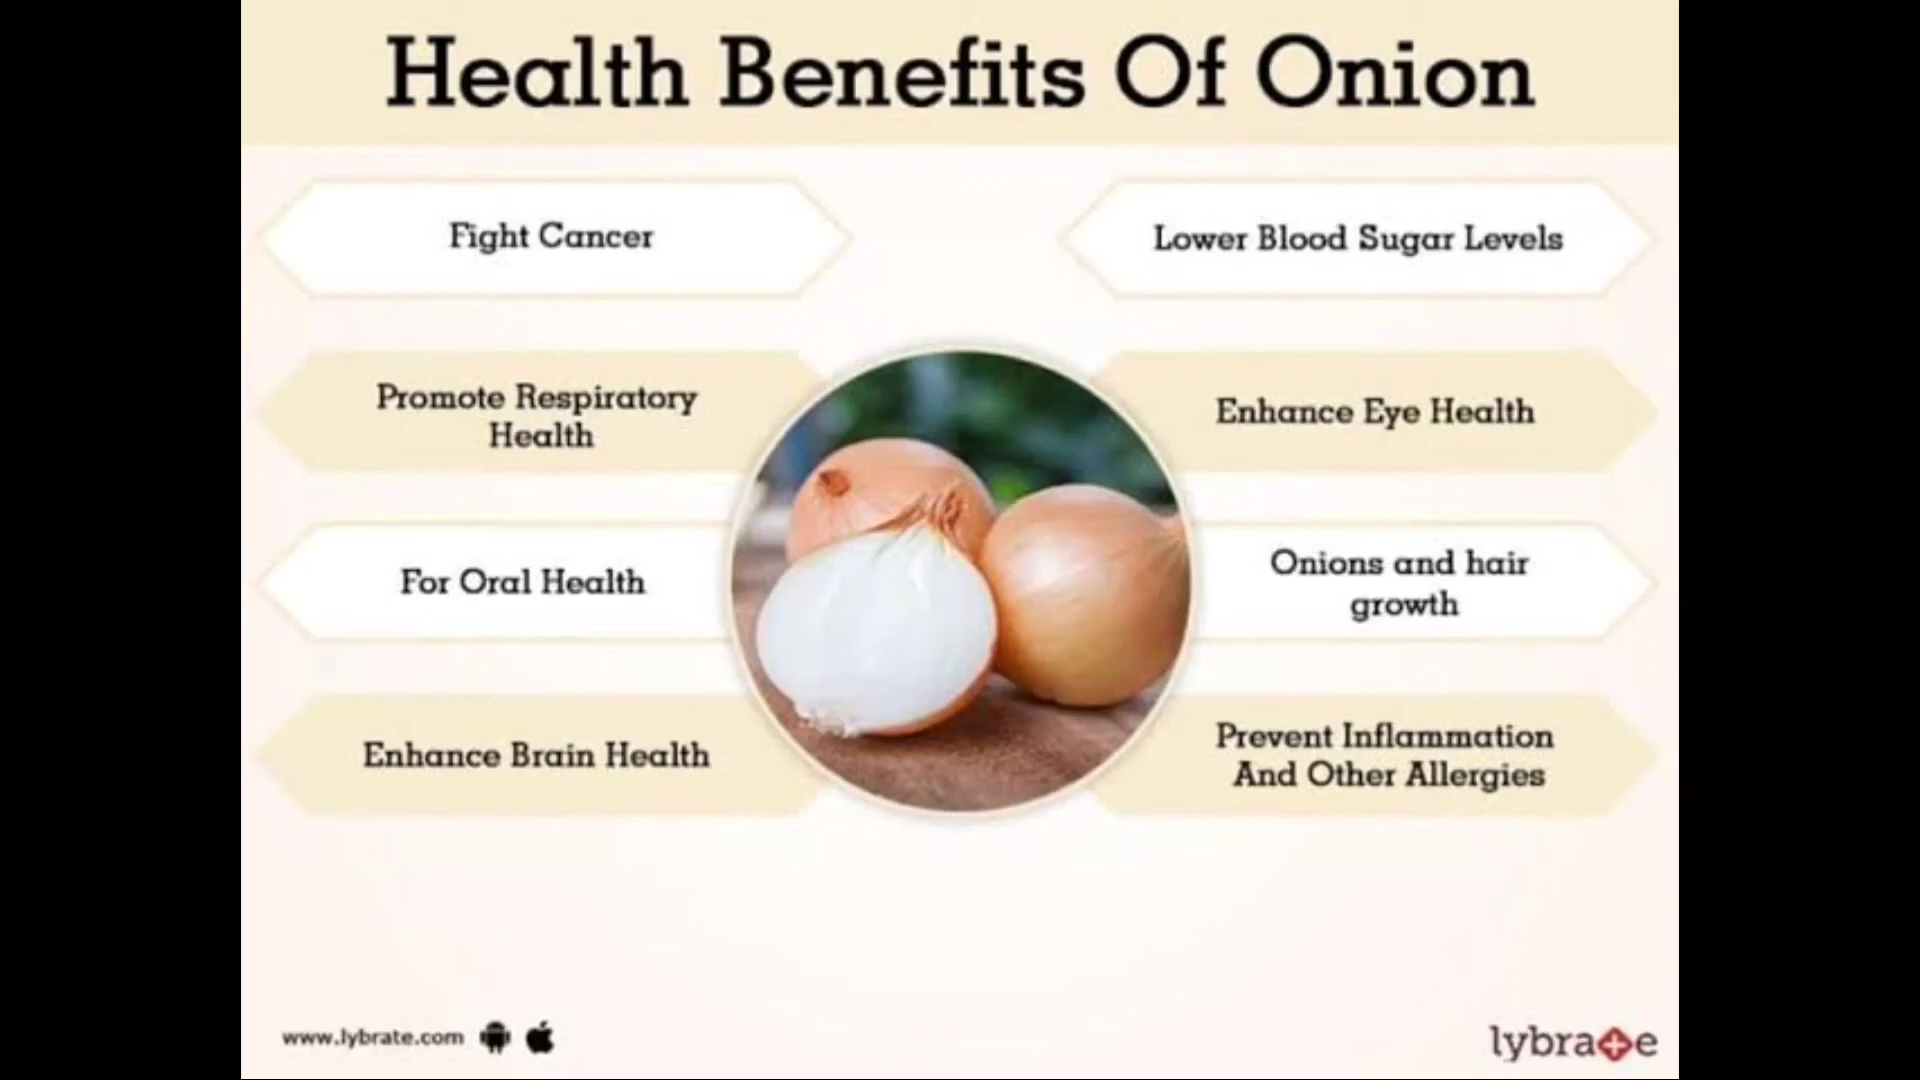 Health Benefits Of Onion
Fight Cancer
Lower Blood Sugar Levels
Promote Respiratory
Health
Enhance Eye Health
For Oral Health
Onions and hair
growth
Enhance Brain Health
Prevent Inflammation
And Other Allergies
www.lybrate.com
lybrate